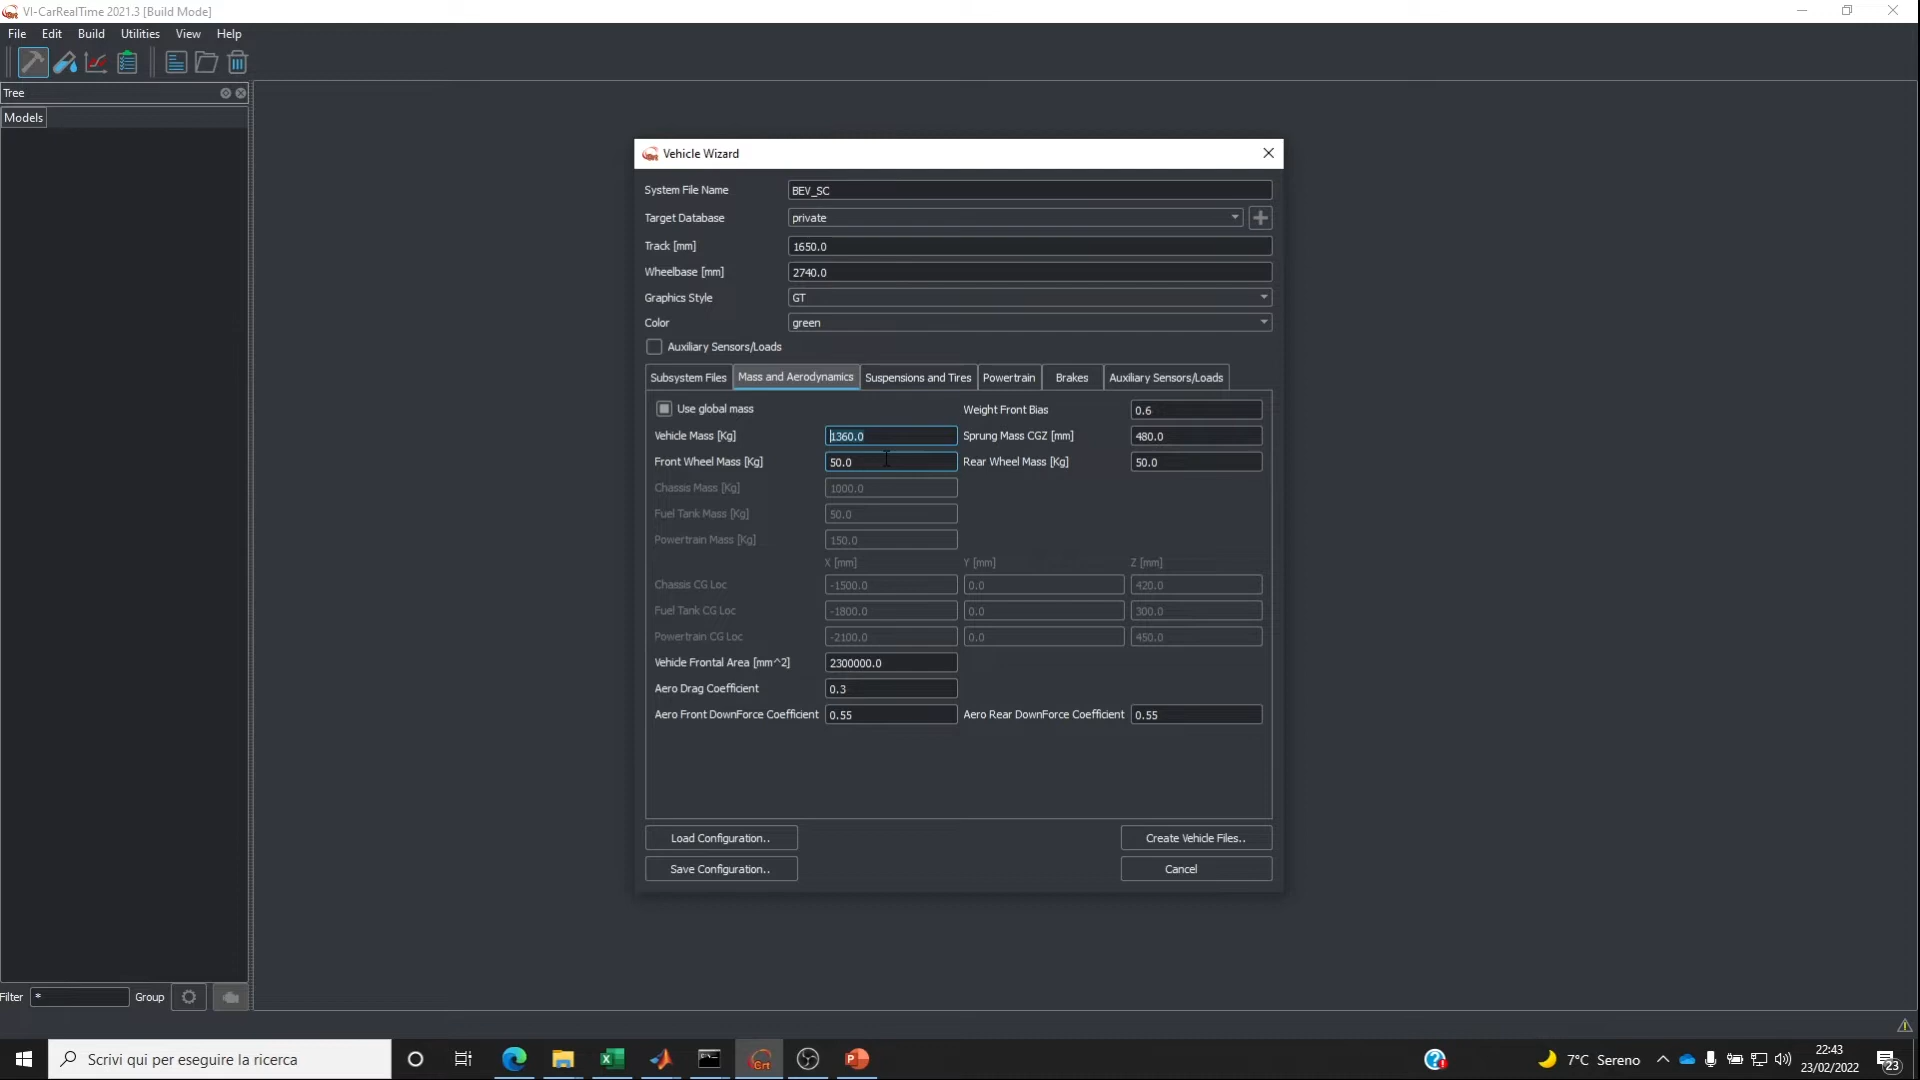 VI-CarRealTime 2021.3 [Build Mode]
File Edit Build Utilities View Help
Tree
Models
Vehicle Wizard
System File Name BEV_SC
Target Database private
Track [mm] 1650.0
Wheelbase [mm] 2740.0
Graphics Style GT
Color green
Auxiliary Sensors/Loads
Subsystem Files Mass and Aerodynamics Suspensions and Tires Powertrain Brakes Auxiliary Sensors/Loads
Use global mass Weight Front Bias 0.6
Vehicle Mass [Kg] 1360.0 Sprung Mass CGZ [mm] 480.0
Front Wheel Mass [Kg] 50.0 Rear Wheel Mass [Kg] 50.0
Chassis Mass [Kg] 1000.0
Fuel Tank Mass [Kg] 50.0
Powertrain Mass [Kg] 150.0
X [mm] Y [mm] Z [mm]
Chassis CG Loc -1500.0 0.0 420.0
Fuel Tank CG Loc -1800.0 0.0 300.0
Powertrain CG Loc -2100.0 0.0 450.0
Vehicle Frontal Area [mm^2] 2300000.0
Aero Drag Coefficient 0.3
Aero Front DownForce Coefficient 0.55 Aero Rear DownForce Coefficient 0.55
Load Configuration.. Create Vehicle Files..
Save Configuration.. Cancel
Filter * Group
Scrivi qui per eseguire la ricerca
Crt
7°C Sereno
22:43
23/02/2022
23